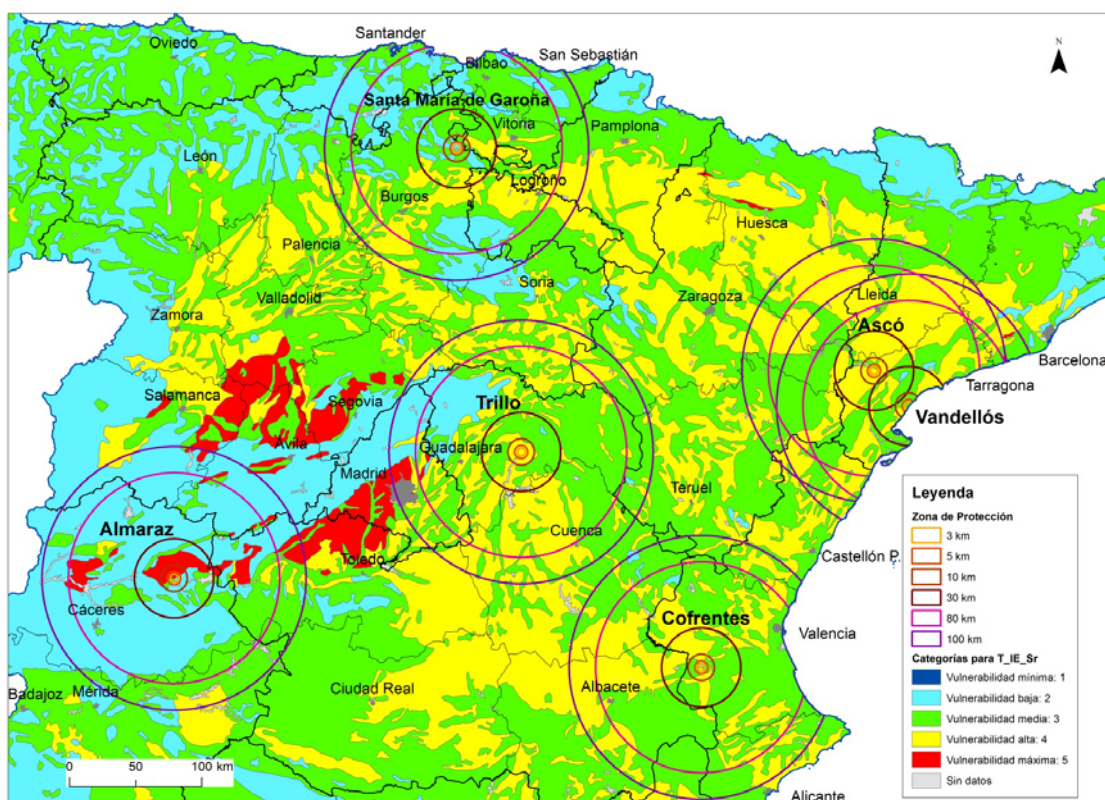 Santander
Oviedo
San Sebastián
N
Bilbao
Santa María de Garoña
Vitoria
Pamplona
León
Logroño
Burgos
Huesca
Palencia
Soria
Valladolid
Zaragoza
Lleida
Zamora
Ascó
Barcelona
Tarragona
Salamanca
Segovia
Trillo
Vandellós
Avila
Guadalajara
Madrid
Teruel
Almaraz
Cuenca
Toledo
Castellón P.
Cáceres
Cofrentes
Valencia
Badajoz
Mérida
Ciudad Real
Albacete
Alicante
0
100 km
Leyenda
Zona de Protección
3 km
5 km
10 km
30 km
80 km
100 km
Categorías para T_IE_Sr
Vulnerabilidad mínima: 1
Vulnerabilidad baja: 2
Vulnerabilidad media: 3
Vulnerabilidad alta: 4
Vulnerabilidad máxima: 5
Sin datos